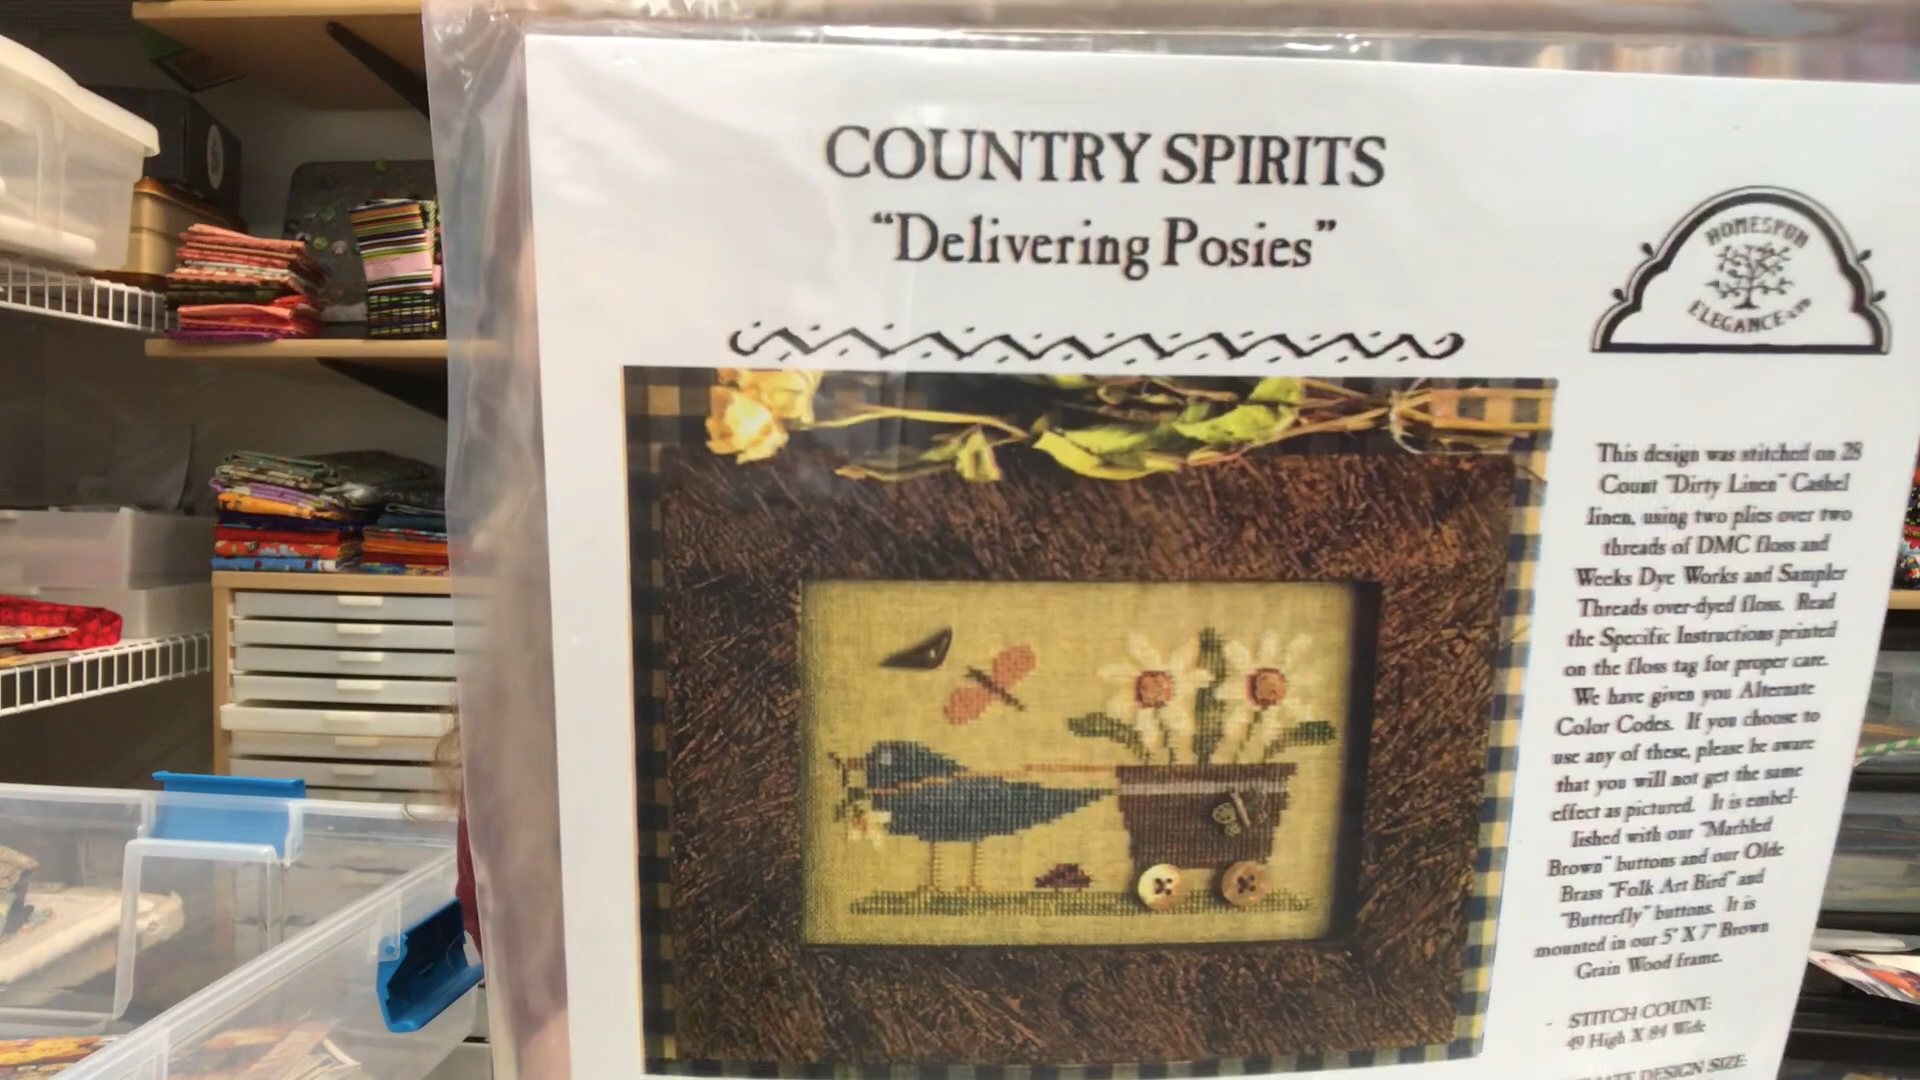 COUNTRY SPIRITS
“Delivering Posies”
HOMESPUN
ELEGANCE LTD
This design was stitched on 28
Count "Dirty Linen" Cashel
linen, using two plies over two
threads of DMC floss and
Weeks Dye Works and Sampler
Threads over-dyed floss. Read
the Specific Instructions printed
on the floss tag for proper care.
We have given you Alternate
Color Codes. If you choose to
use any of these, please be aware
that you will not get the same
effect as pictured. It is embel-
lished with our "Marbled
Brown" buttons and our Olde
Brass "Folk Art Bird" and
"Butterfly" buttons. It is
mounted in our 5" X 7" Brown
Grain Wood frame.
STITCH COUNT:
49 High X 84 Wide
DESIGN SIZE: